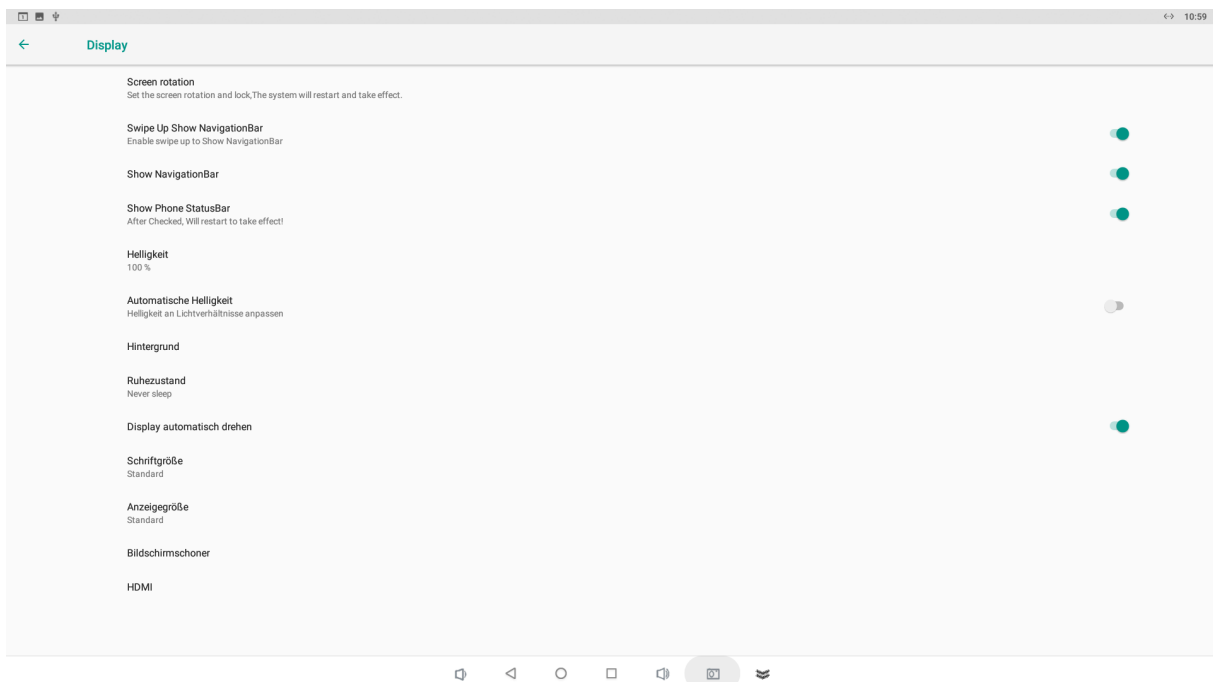 10:59
Display
Screen rotation
Set the screen rotation and lock,The system will restart and take effect.
Swipe Up Show NavigationBar
Enable swipe up to Show NavigationBar
Show NavigationBar
Show Phone StatusBar
After Checked, Will restart to take effect!
Helligkeit
100 %
Automatische Helligkeit
Helligkeit an Lichtverhältnisse anpassen
Hintergrund
Ruhezustand
Never sleep
Display automatisch drehen
Schriftgröße
Standard
Anzeigegröße
Standard
Bildschirmschoner
HDMI